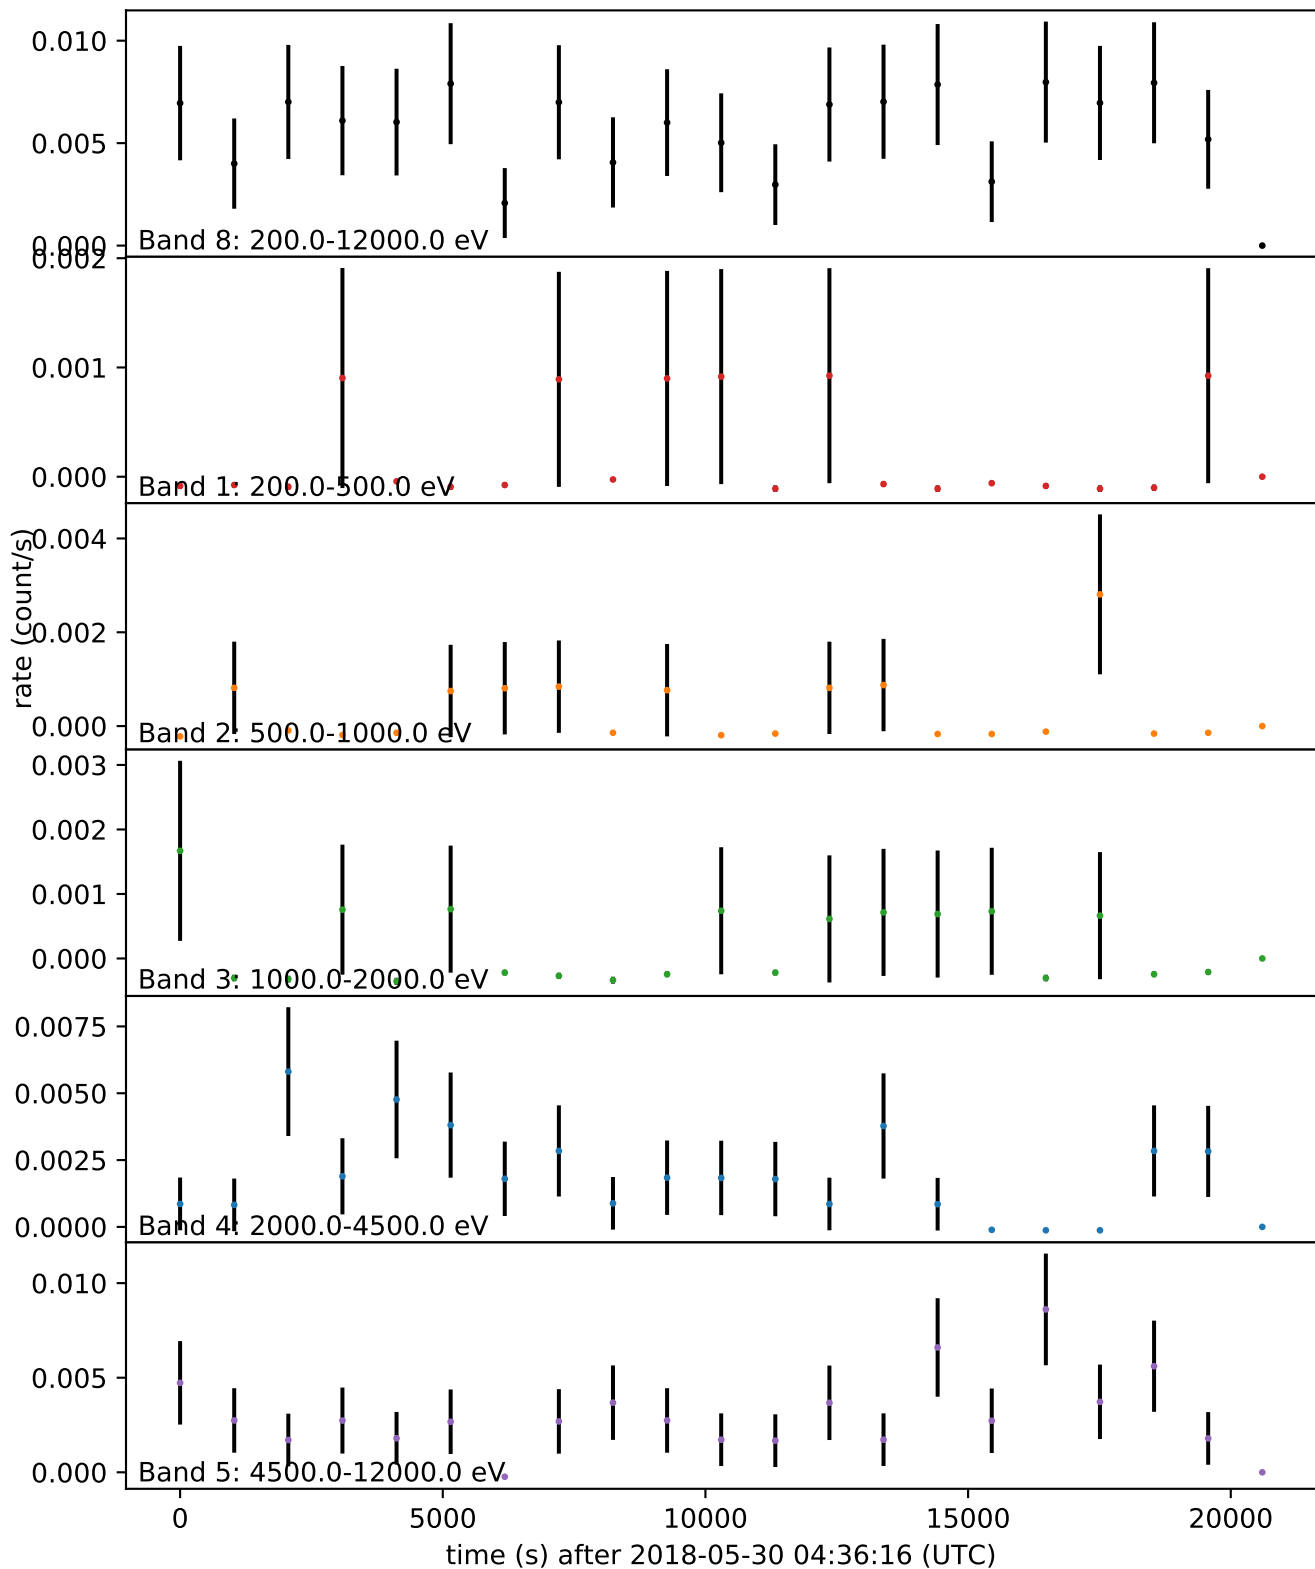 0.010
0.005
0.000
Band 8: 200.0-12000.0 eV
0.002
0.001
0.000
Band 1: 200.0-500.0 eV
rate (count/s)
0.004
0.002
0.000
Band 2: 500.0-1000.0 eV
0.003
0.002
0.001
0.000
Band 3: 1000.0-2000.0 eV
0.0075
0.0050
0.0025
0.0000
Band 4: 2000.0-4500.0 eV
0.010
0.005
0.000
Band 5: 4500.0-12000.0 eV
0 5000 10000 15000 20000
time (s) after 2018-05-30 04:36:16 (UTC)